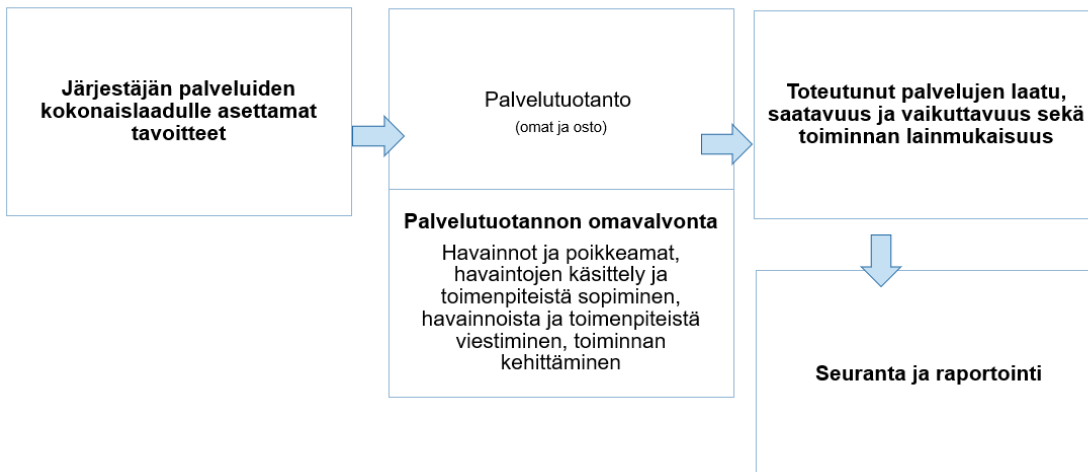 Järjestäjän palveluiden
kokonaislaadulle asettamat
tavoitteet
Palvelutuotanto
(omat ja osto)
Palvelutuotannon omavalvonta
Havainnot ja poikkeamat,
havaintojen käsittely ja
toimenpiteistä sopiminen,
havainnoista ja toimenpiteistä
viestiminen, toiminnan
kehittäminen
Toteutunut palvelujen laatu,
saatavuus ja vaikuttavuus sekä
toiminnan lainmukaisuus
Seuranta ja raportointi